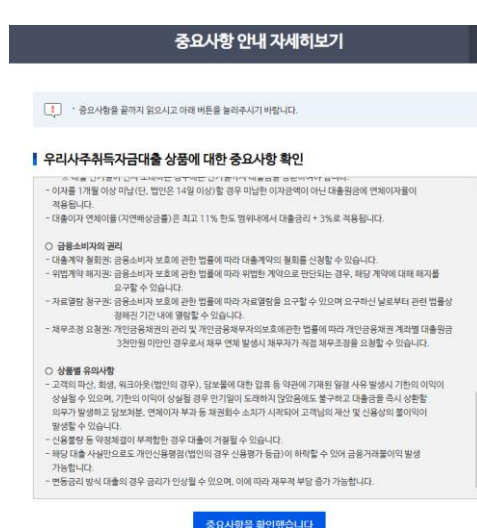 중요사항 안내 자세히보기
· 중요사항을 끝까지 읽으시고 아래 버튼을 눌러주시기 바랍니다.
우리사주취득자금대출 상품에 대한 중요사항 확인
- 이자를 1개월 이상 미납(단, 법인은 14일 이상)할 경우 미납한 이자금액이 아닌 대출원금에 연체이자율이
적용됩니다.
- 대출이자 연체이율(지연배상금률)은 최고 11% 한도 범위내에서 대출금리 + 3%로 적용됩니다.
○ 금융소비자의 권리
- 대출계약 철회권: 금융소비자 보호에 관한 법률에 따라 대출계약의 철회를 신청할 수 있습니다.
- 위법계약 해지권: 금융소비자 보호에 관한 법률에 따라 위법한 계약으로 판단되는 경우, 해당 계약에 대해 해지를
요구할 수 있습니다.
- 자료열람 청구권: 금융소비자 보호에 관한 법률에 따라 자료열람을 요구할 수 있으며 요구하신 날로부터 관련 법률상
정해진 기간 내에 열람할 수 있습니다.
- 채무조정 요청권: 개인금융채권의 관리 및 개인금융채무자의보호에관한 법률에 따라 개인금융채권 계좌별 대출원금
3천만원 미만인 경우로서 채무 연체 발생시 채무자가 직접 채무조정을 요청할 수 있습니다.
○ 상품별 유의사항
- 고객의 파산, 회생, 워크아웃(법인의 경우), 담보물에 대한 압류 등 약관에 기재된 일정 사유 발생시 기한의 이익이
상실될 수 있으며, 기한의 이익이 상실될 경우 만기일이 도래하지 않았음에도 불구하고 대출금을 즉시 상환할
의무가 발생하고 담보처분, 연체이자 부과 등 채권회수 조치가 시작되어 고객님의 재산 및 신용상의 불이익이
발생할 수 있습니다.
- 신용불량 등 약정체결이 부적합한 경우 대출이 거절될 수 있습니다.
- 해당 대출 사실만으로도 개인신용평점(법인의 경우 신용평가 등급)이 하락할 수 있어 금융거래불이익 발생
가능합니다.
- 변동금리 방식 대출의 경우 금리가 인상될 수 있으며, 이에 따라 재무적 부담 증가 가능합니다.
중요사항을 확인했습니다